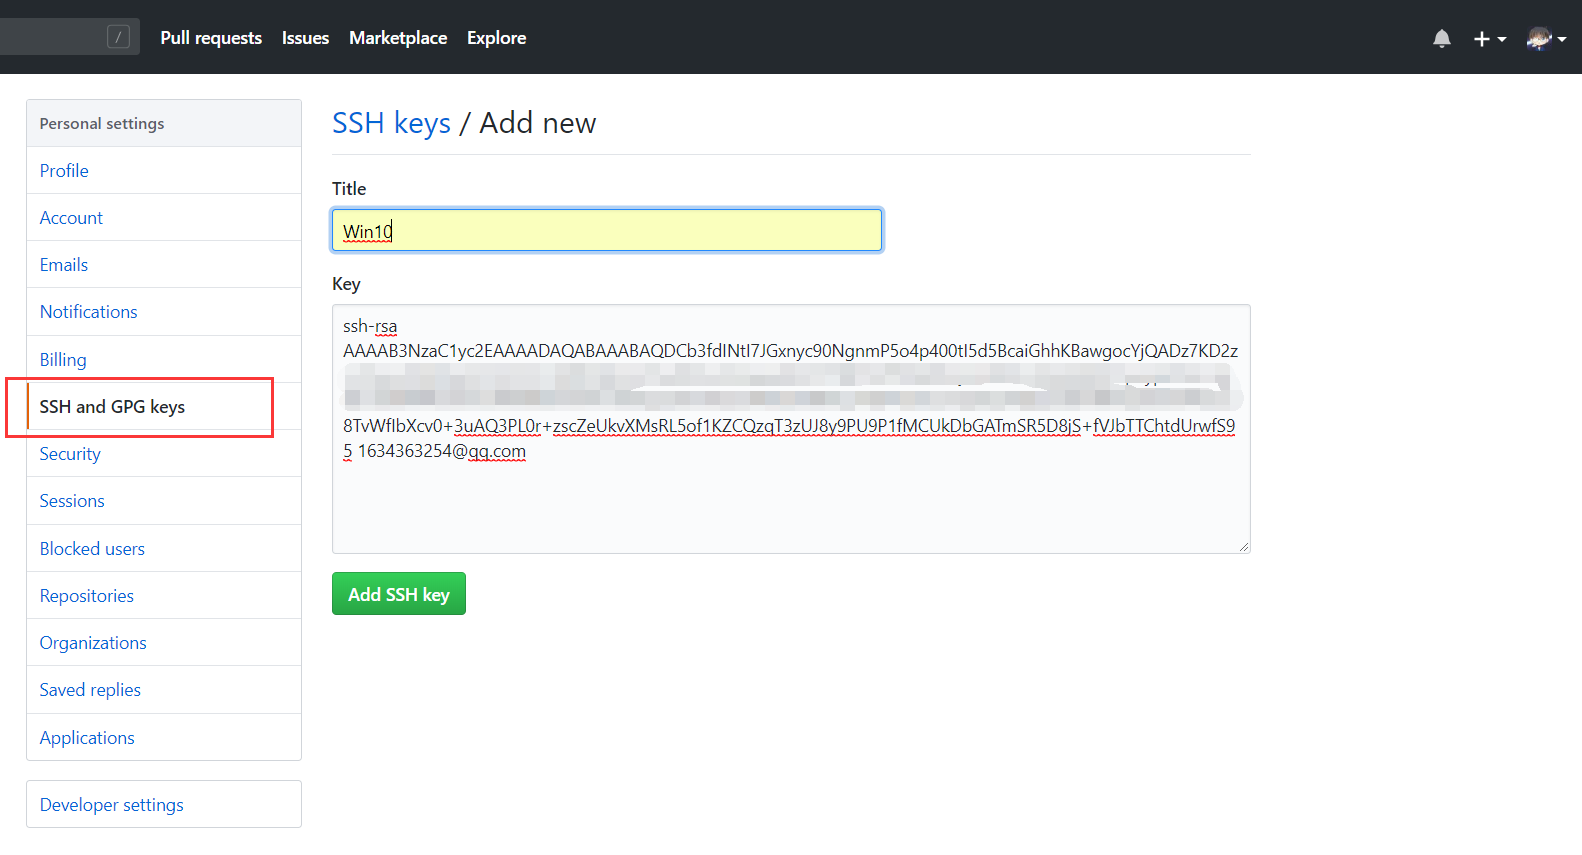 /
Pull requests Issues Marketplace Explore
Personal settings
Profile
Account
Emails
Notifications
Billing
SSH and GPG keys
Security
Sessions
Blocked users
Repositories
Organizations
Saved replies
Applications
Developer settings
SSH keys / Add new
Title
Win10
Key
ssh-rsa
AAAAB3NzaC1yc2EAAAADAQABAAABAQDCb3fdINtI7JGxnyc90NgnmP5o4p400tI5d5BcaiGhhKBawgocYjQADz7KD2z
8TvWfIbXcv0+3uAQ3PL0r+zscZeUkvXMsRL5of1KZCQzqT3zUJ8y9PU9P1fMCUkDbGATmSR5D8jS+fVJbTTChtdUrwfS9
5 1634363254@qq.com
Add SSH key